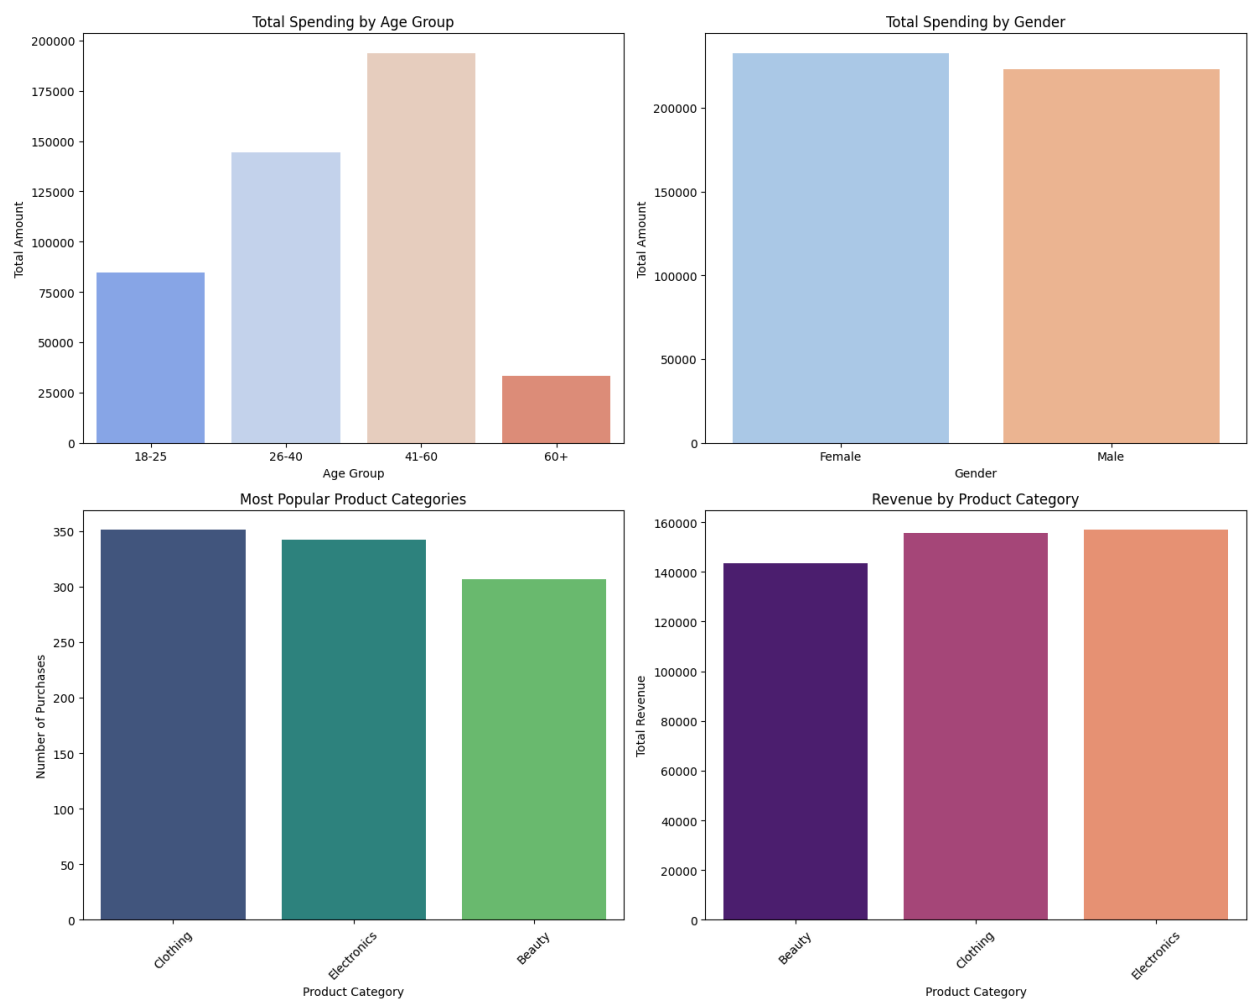 Total Spending by Age Group
200000
175000
150000
125000
100000
75000
50000
25000
0
Total Amount
18-25 26-40 41-60 60+
Age Group
Total Spending by Gender
200000
150000
100000
50000
0
Total Amount
Female Male
Gender
Most Popular Product Categories
350
300
250
200
150
100
50
0
Number of Purchases
Clothing Electronics Beauty
Product Category
Revenue by Product Category
160000
140000
120000
100000
80000
60000
40000
20000
0
Total Revenue
Beauty Clothing Electronics
Product Category